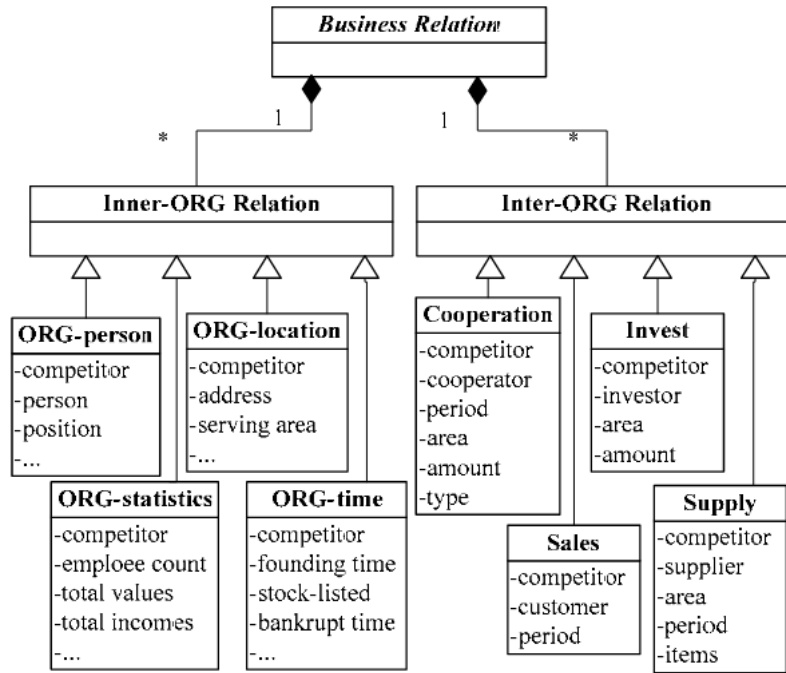 Business Relation
1
1
*
*
Inner-ORG Relation
Inter-ORG Relation
ORG-person
-competitor
-person
-position
-...
ORG-location
-competitor
-address
-serving area
-...
Cooperation
-competitor
-cooperator
-period
-area
-amount
-type
Invest
-competitor
-investor
-area
-amount
ORG-statistics
-competitor
-emploee count
-total values
-total incomes
-...
ORG-time
-competitor
-founding time
-stock-listed
-bankrupt time
-...
Sales
-competitor
-customer
-period
Supply
-competitor
-supplier
-area
-period
-items